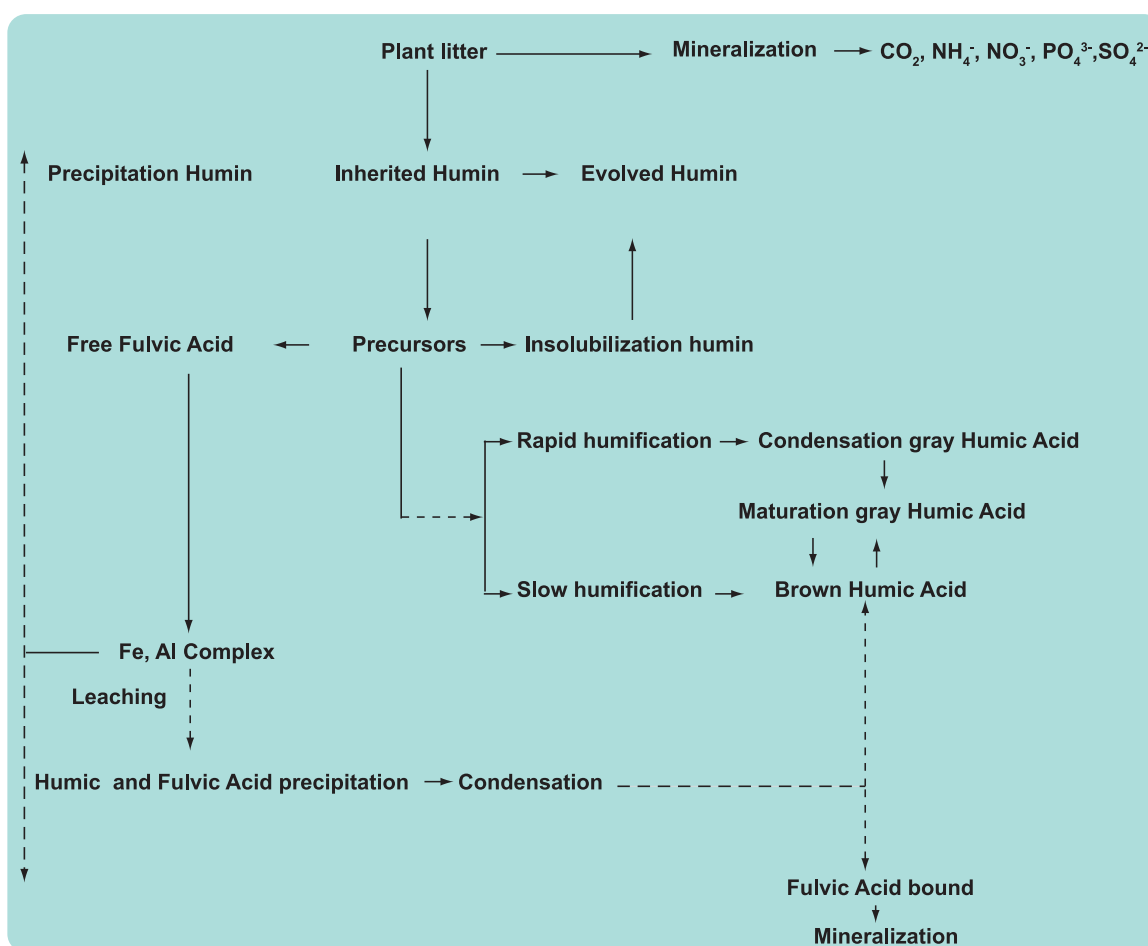 Plant litter
Mineralization
CO₂, NH₄⁻, NO₃⁻, PO₄³⁻,SO₄²⁻
Precipitation Humin
Inherited Humin
Evolved Humin
Free Fulvic Acid
Precursors
Insolubilization humin
Rapid humification
Condensation gray Humic Acid
Maturation gray Humic Acid
Slow humification
Brown Humic Acid
Fe, Al Complex
Leaching
Humic and Fulvic Acid precipitation
Condensation
Fulvic Acid bound
Mineralization